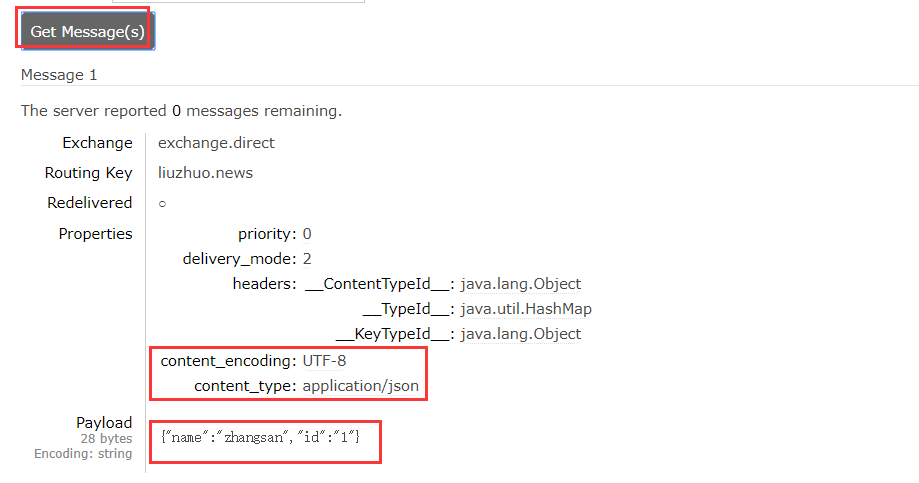 Get Message(s)
Message 1
The server reported 0 messages remaining.
Exchange exchange.direct
Routing Key liuzhuo.news
Redelivered ○
Properties priority: 0
delivery_mode: 2
headers: __ContentTypeId__: java.lang.Object
__TypeId__: java.util.HashMap
__KeyTypeId__: java.lang.Object
content_encoding: UTF-8
content_type: application/json
Payload
28 bytes
Encoding: string
{"name":"zhangsan","id":"1"}